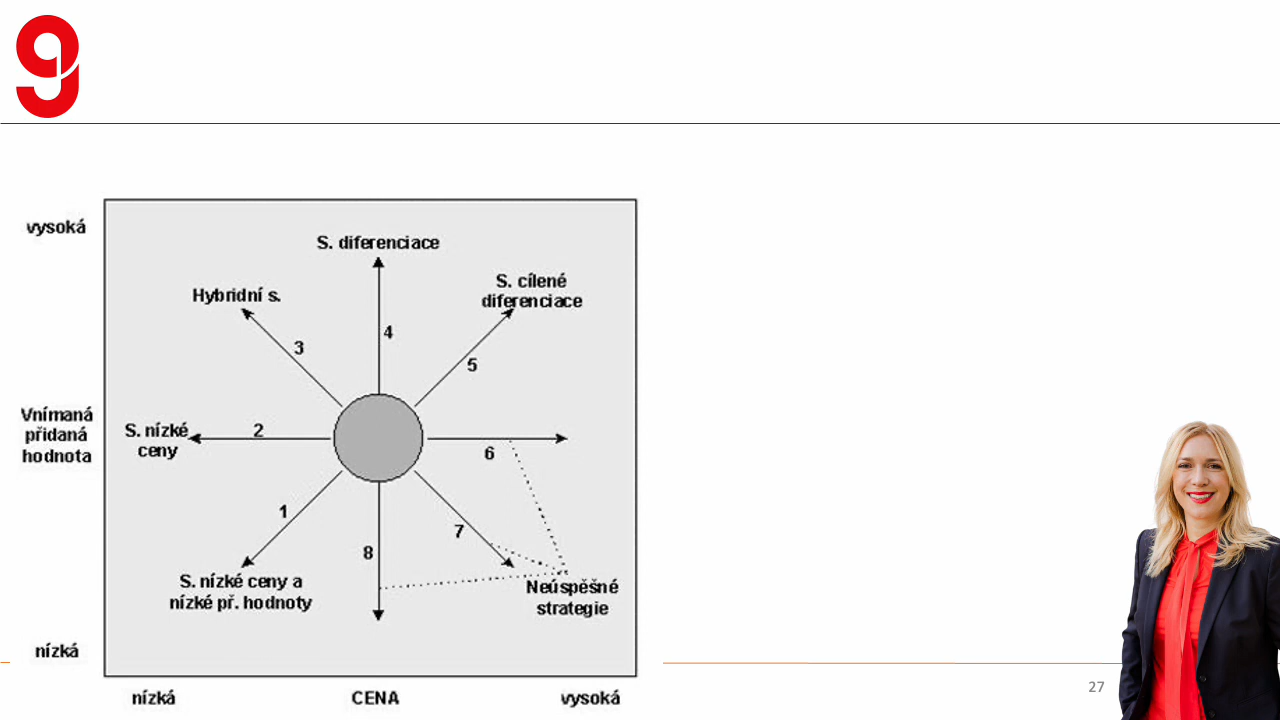 vysoká
S. diferenciace
S. cílené
diferenciace
Hybridní s.
4
3
5
Vnímaná
přidaná
hodnota
S. nízké
ceny
2
6
1
7
8
S. nízké ceny a
nízké př. hodnoty
Neúspěšné
strategie
nízká
nízká
CENA
vysoká
27